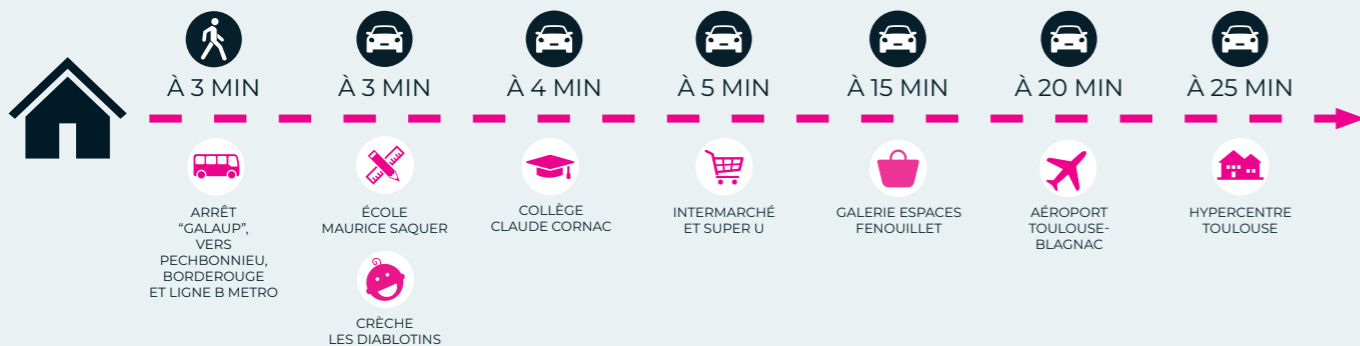 À 3 MIN
À 3 MIN
À 4 MIN
À 5 MIN
À 15 MIN
À 20 MIN
À 25 MIN
ARRÊT
“GALAUP”,
VERS
PECHBONNIEU,
BORDEROUGE
ET LIGNE B METRO
ÉCOLE
MAURICE SAQUER
CRÈCHE
LES DIABLOTINS
COLLÈGE
CLAUDE CORNAC
INTERMARCHÉ
ET SUPER U
GALERIE ESPACES
FENOUILLET
AÉROPORT
TOULOUSE-
BLAGNAC
HYPERCENTRE
TOULOUSE